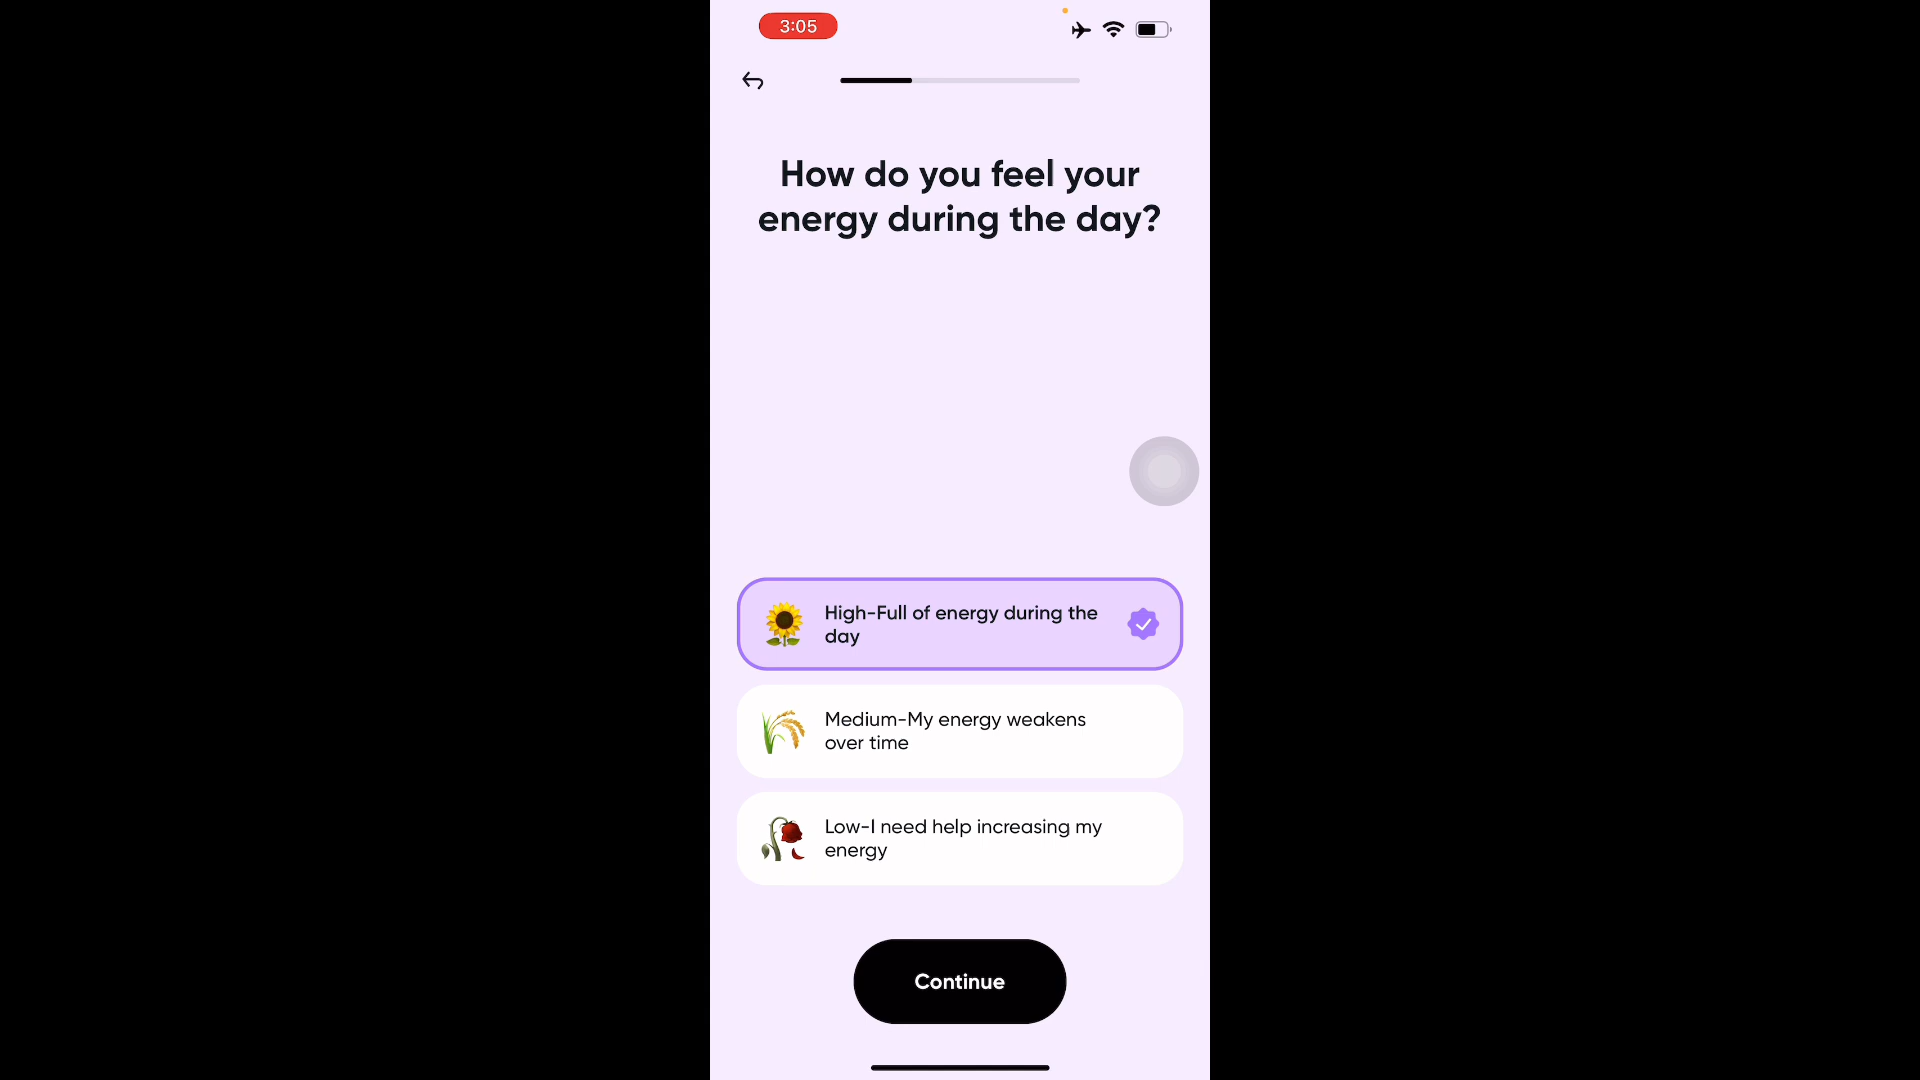 3:05
How do you feel your
energy during the day?
High-Full of energy during the
day
Medium-My energy weakens
over time
Low-I need help increasing my
energy
Continue